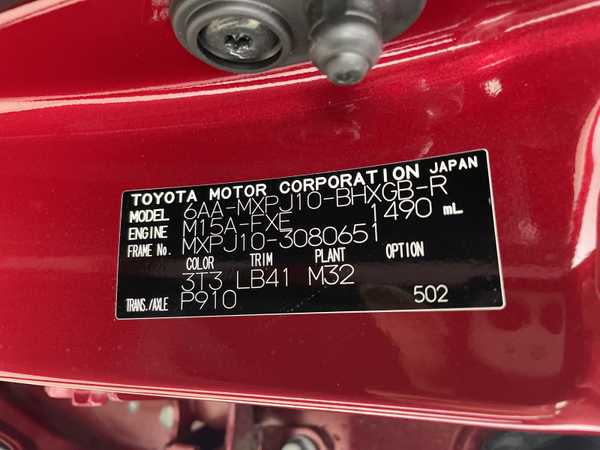 TOYOTA MOTOR CORPORATION JAPAN
MODEL 6AA-MXPJ10-BHXGB-R
ENGINE M15A-FXE 1490 mL
FRAME No. MXPJ10-3080651
COLOR TRIM PLANT OPTION
3T3 LB41 M32
TRANS./AXLE P910 502